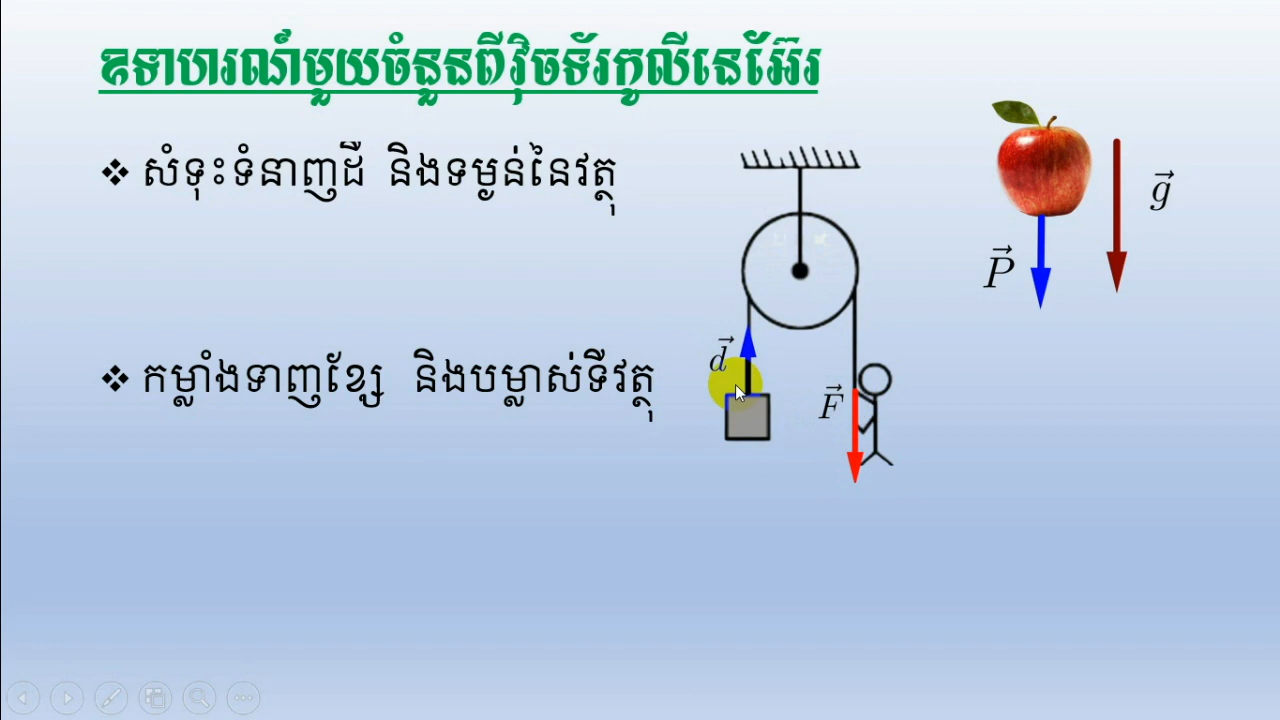 ឧទាហរណ៍មួយចំនួនពីវ៉ិចទ័រកូលីនេអ៊ែរ
❖ សំទុះទំនាញដី និងទម្ងន់នៃវត្ថុ
❖ កម្លាំងទាញខ្សែ និងបម្លាស់ទីវត្ថុ
g⃗
P⃗
d⃗
F⃗